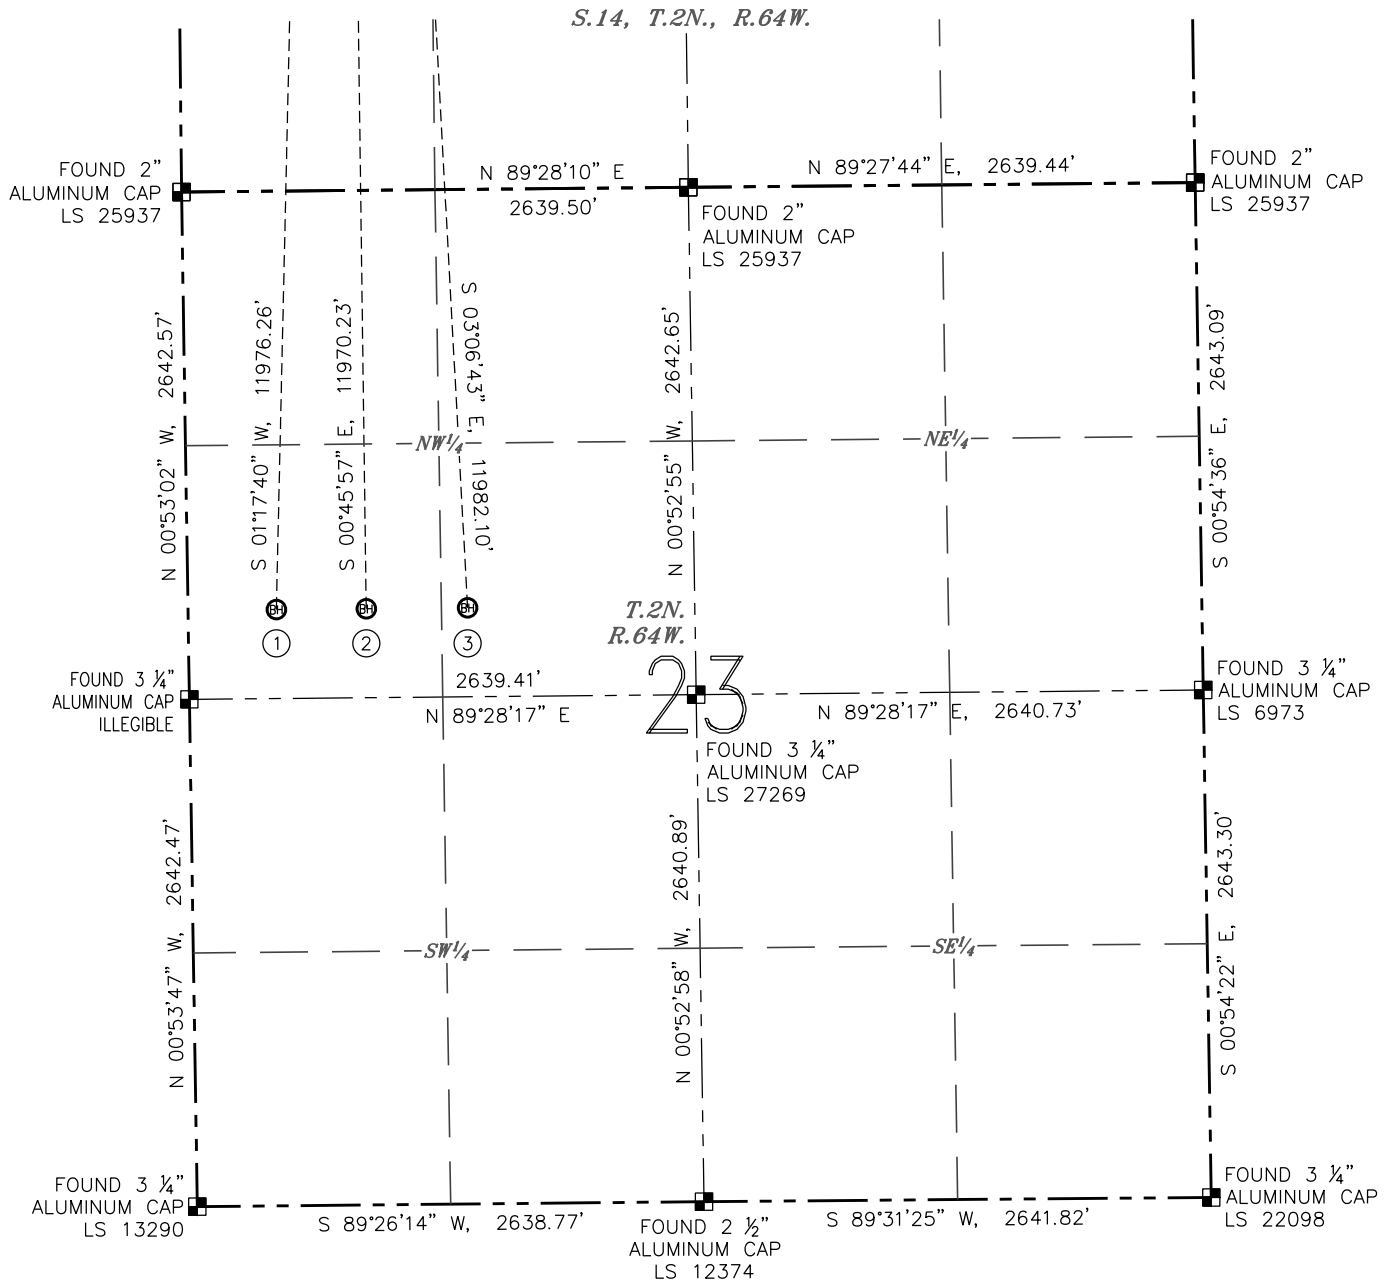 S.14, T.2N., R.64W.
FOUND 2"
ALUMINUM CAP
LS 25937
N 89°28'10" E
2639.50'
N 89°27'44" E, 2639.44'
FOUND 2"
ALUMINUM CAP
LS 25937
FOUND 2"
ALUMINUM CAP
LS 25937
N 00°53'02" W, 2642.57'
S 01°17'40" W, 11976.26'
S 00°45'57" E, 11970.23'
S 03°06'43" E, 11982.10'
N 00°52'55" W, 2642.65'
S 00°54'36" E, 2643.09'
NW¼
NE¼
BH
BH
BH
1
2
3
T.2N.
R.64W.
23
FOUND 3 ¼"
ALUMINUM CAP
ILLEGIBLE
2639.41'
N 89°28'17" E
N 89°28'17" E, 2640.73'
FOUND 3 ¼"
ALUMINUM CAP
LS 6973
FOUND 3 ¼"
ALUMINUM CAP
LS 27269
N 00°53'47" W, 2642.47'
N 00°52'58" W, 2640.89'
S 00°54'22" E, 2643.30'
SW¼
SE¼
FOUND 3 ¼"
ALUMINUM CAP
LS 13290
S 89°26'14" W, 2638.77'
FOUND 2 ½"
ALUMINUM CAP
LS 12374
S 89°31'25" W, 2641.82'
FOUND 3 ¼"
ALUMINUM CAP
LS 22098